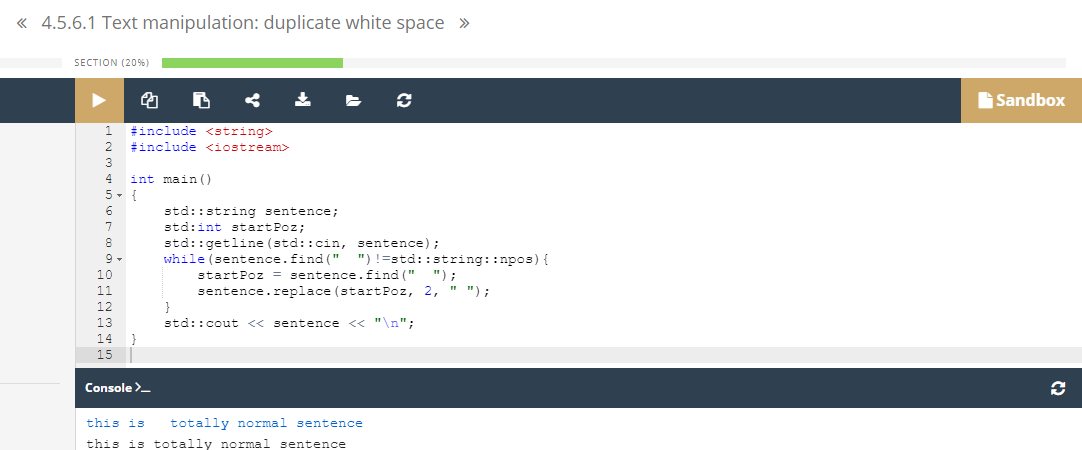 « 4.5.6.1 Text manipulation: duplicate white space »
SECTION (20%)
Sandbox
1 #include <string>
2 #include <iostream>
3
4 int main()
5 {
6     std::string sentence;
7     std:int startPoz;
8     std::getline(std::cin, sentence);
9     while(sentence.find("  ")!=std::string::npos){
10         startPoz = sentence.find("  ");
11         sentence.replace(startPoz, 2, " ");
12     }
13     std::cout << sentence << "\n";
14 }
15
Console >_
this is   totally normal sentence
this is totally normal sentence